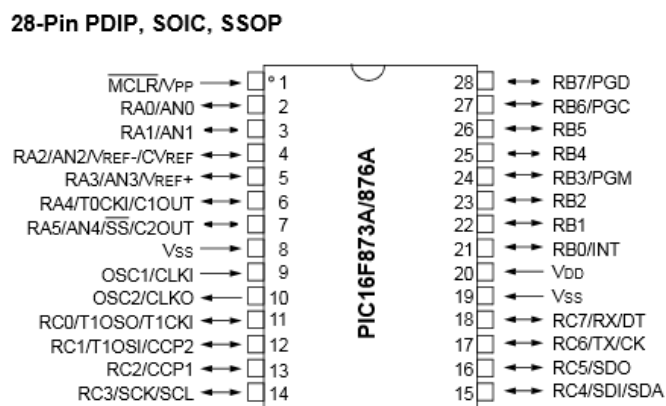 28-Pin PDIP, SOIC, SSOP
MCLR/VPP 1 28 RB7/PGD
RA0/AN0 2 27 RB6/PGC
RA1/AN1 3 26 RB5
RA2/AN2/VREF-/CVREF 4 25 RB4
RA3/AN3/VREF+ 5 24 RB3/PGM
RA4/T0CKI/C1OUT 6 23 RB2
RA5/AN4/SS/C2OUT 7 22 RB1
VSS 8 21 RB0/INT
OSC1/CLKI 9 20 VDD
OSC2/CLKO 10 19 VSS
RC0/T1OSO/T1CKI 11 18 RC7/RX/DT
RC1/T1OSI/CCP2 12 17 RC6/TX/CK
RC2/CCP1 13 16 RC5/SDO
RC3/SCK/SCL 14 15 RC4/SDI/SDA
PIC16F873A/876A